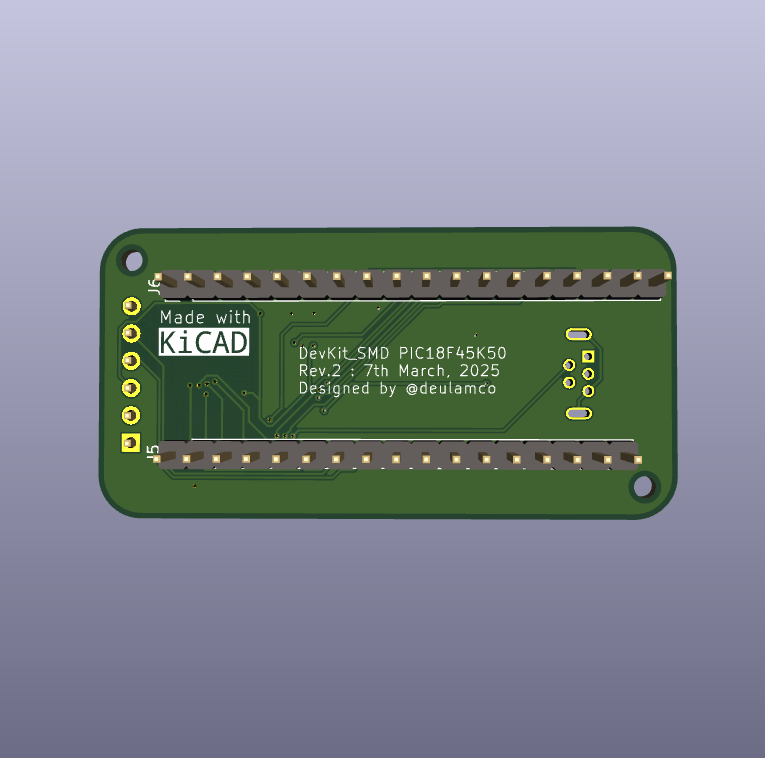 J6
Made with
KiCAD
DevKit_SMD PIC18F45K50
Rev.2 : 7th March, 2025
Designed by @deulamco
J5